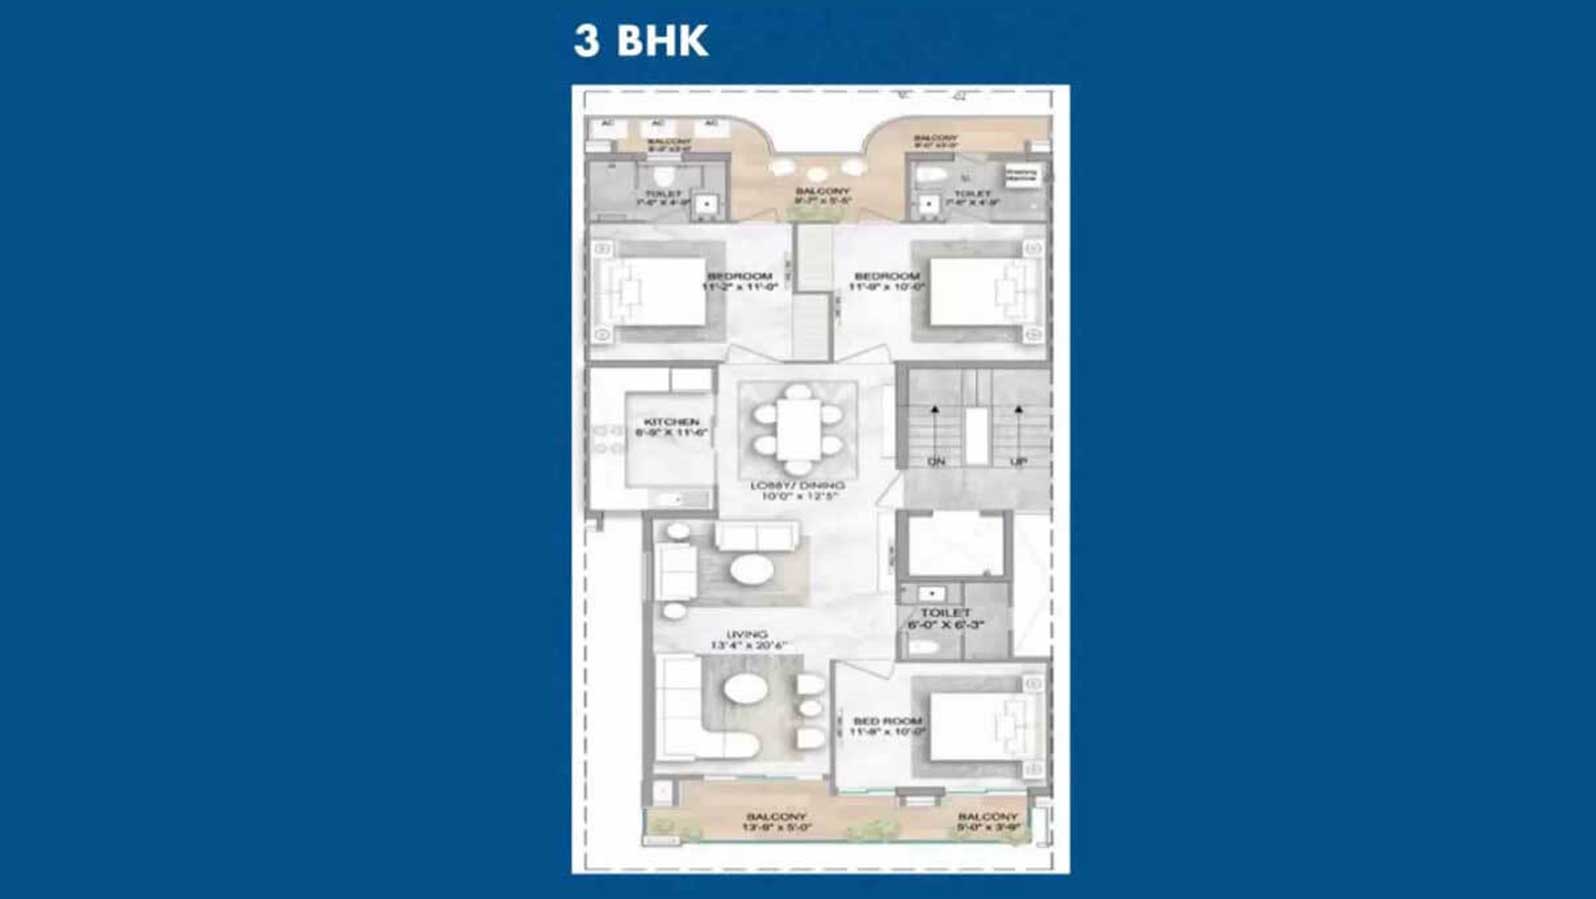 3 BHK
AC AC AC
BALCONY
BALCONY
TOILET
7'-6" X 4'-9"
BALCONY
9'-7" x 5'-6"
TOILET
7'-6" X 4'-9"
Washing
Machine
BEDROOM
11'-2" x 11'-0"
BEDROOM
11'-9" x 10'-0"
KITCHEN
8'-9" X 11'-6"
DN
UP
LOBBY/ DINING
10'0" x 12'5"
TOILET
6'-0" X 6'-3"
LIVING
13'4" x 20'6"
BED ROOM
11'-9" x 10'-0"
BALCONY
13'-9" x 5'-0"
BALCONY
5'-0" x 3'-9"